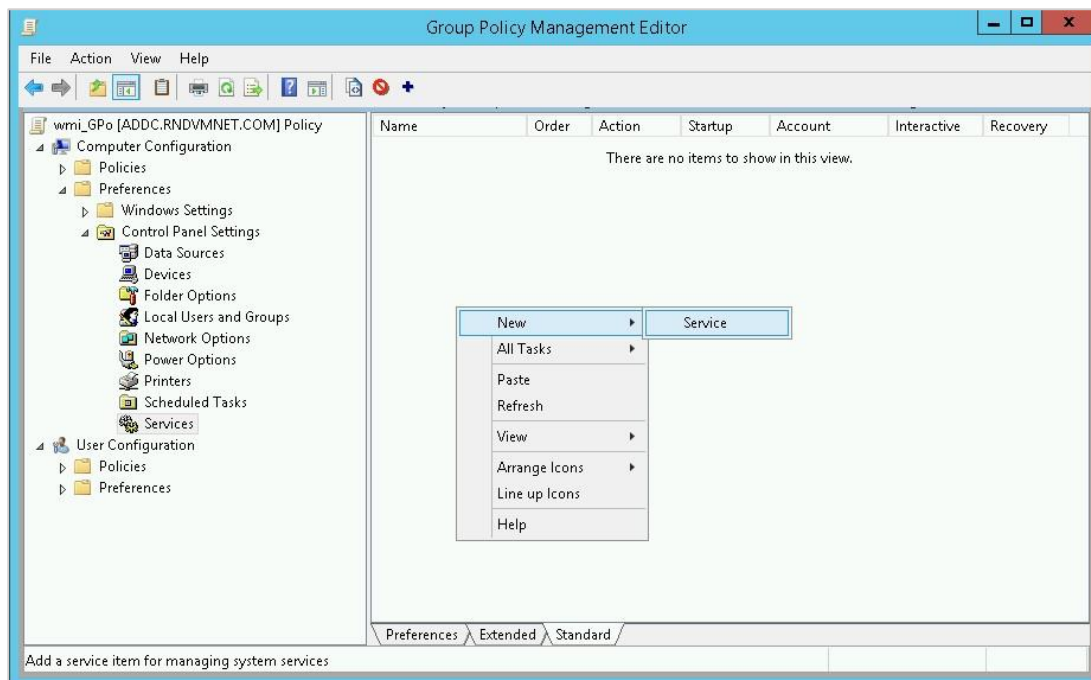 Group Policy Management Editor
File Action View Help
wmi_GPo [ADDC.RNDVMNET.COM] Policy
Computer Configuration
Policies
Preferences
Windows Settings
Control Panel Settings
Data Sources
Devices
Folder Options
Local Users and Groups
Network Options
Power Options
Printers
Scheduled Tasks
Services
User Configuration
Policies
Preferences
Name Order Action Startup Account Interactive Recovery
There are no items to show in this view.
New Service
All Tasks
Paste
Refresh
View
Arrange Icons
Line up Icons
Help
Preferences Extended Standard
Add a service item for managing system services